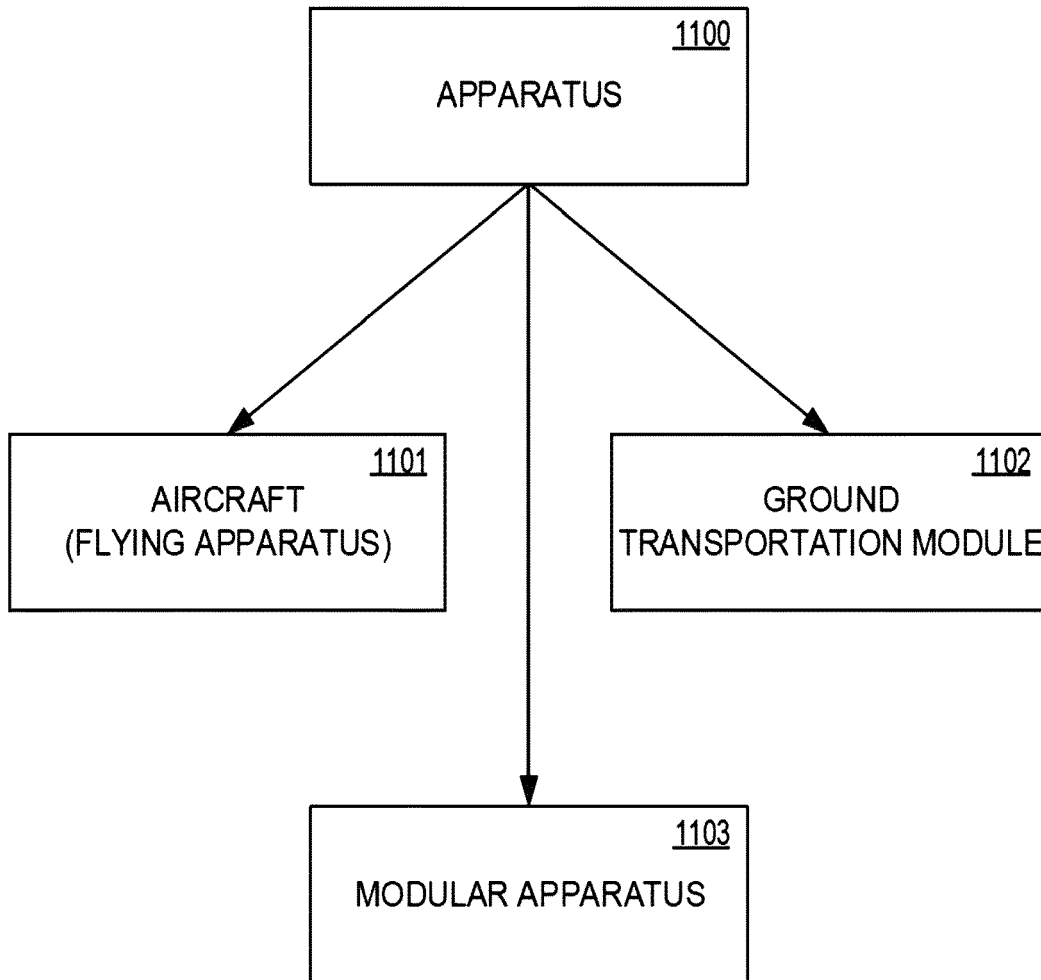 1100
APPARATUS
1101
AIRCRAFT
(FLYING APPARATUS)
1102
GROUND
TRANSPORTATION MODULE
1103
MODULAR APPARATUS